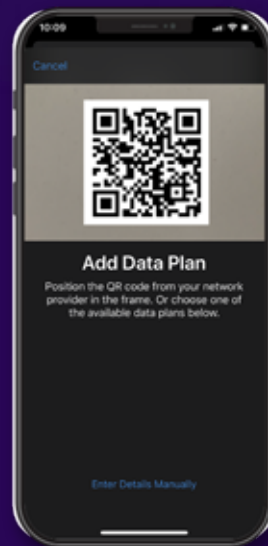 10:09
Cancel
Add Data Plan
Position the QR code from your network
provider in the frame. Or choose one of
the available data plans below.
Enter Details Manually